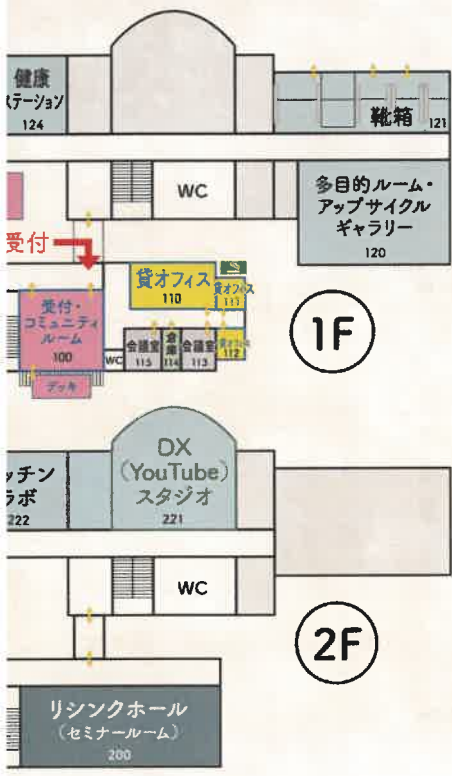 健康
ステーション
124
靴箱
121
WC
多目的ルーム・
アップサイクル
ギャラリー
120
受付
貸オフィス
110
貸オフィス
111
受付・
コミュニティ
ルーム
100
WC
会議室
115
倉庫
114
会議室
113
貸オフィス
112
デッキ
1F
DX
(YouTube)
スタジオ
221
ッチン
ラボ
222
WC
2F
リシンクホール
(セミナールーム)
200